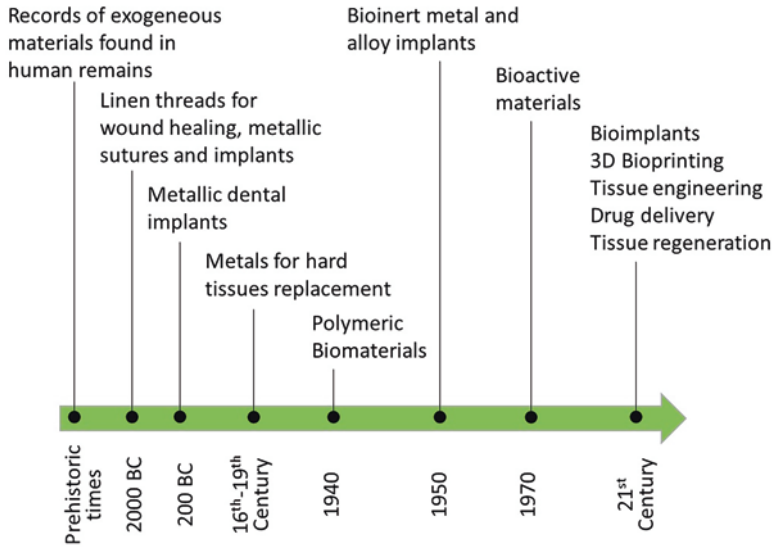 Records of exogeneous
materials found in
human remains
Linen threads for
wound healing, metallic
sutures and implants
Metallic dental
implants
Metals for hard
tissues replacement
Polymeric
Biomaterials
Bioinert metal and
alloy implants
Bioactive
materials
Bioimplants
3D Bioprinting
Tissue engineering
Drug delivery
Tissue regeneration
Prehistoric
times
2000 BC
200 BC
16th-19th
Century
1940
1950
1970
21st
Century